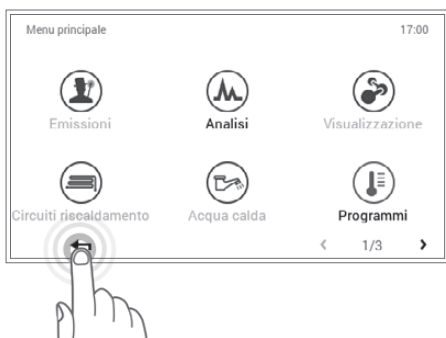 Menu principale 17:00
Emissioni Analisi Visualizzazione
Circuiti riscaldamento Acqua calda Programmi
1/3